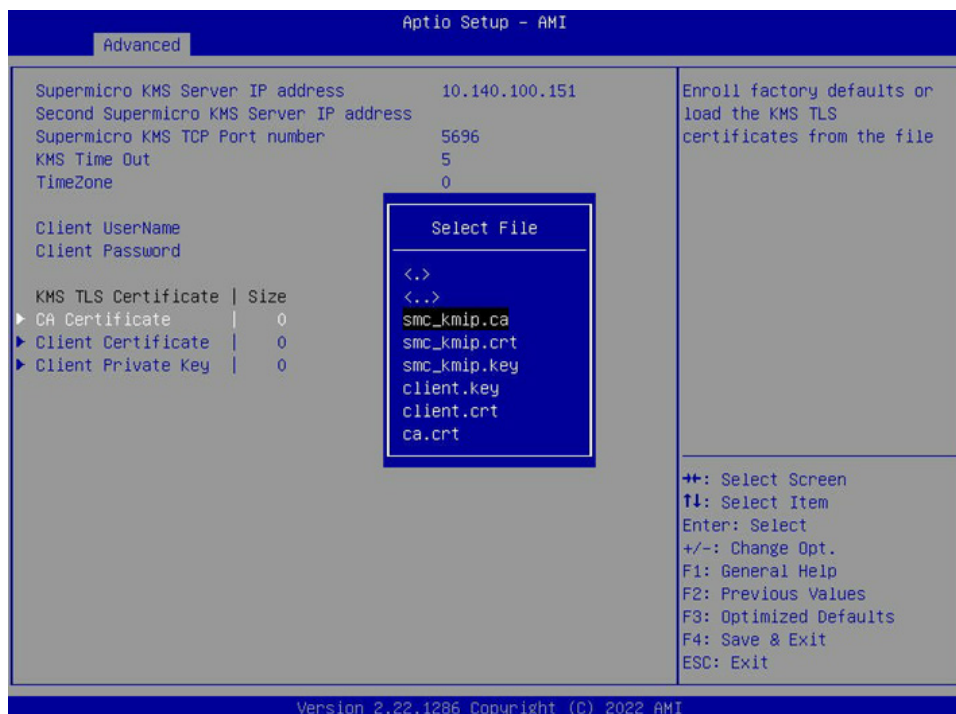 Aptio Setup - AMI
Advanced
Supermicro KMS Server IP address 10.140.100.151
Second Supermicro KMS Server IP address
Supermicro KMS TCP Port number 5696
KMS Time Out 5
TimeZone 0
Client UserName
Client Password
KMS TLS Certificate | Size
CA Certificate | 0
Client Certificate | 0
Client Private Key | 0
Select File
<.>
<..>
smc_kmip.ca
smc_kmip.crt
smc_kmip.key
client.key
client.crt
ca.crt
Enroll factory defaults or
load the KMS TLS
certificates from the file
→←: Select Screen
↑↓: Select Item
Enter: Select
+/-: Change Opt.
F1: General Help
F2: Previous Values
F3: Optimized Defaults
F4: Save & Exit
ESC: Exit
Version 2.22.1286 Copyright (C) 2022 AMI